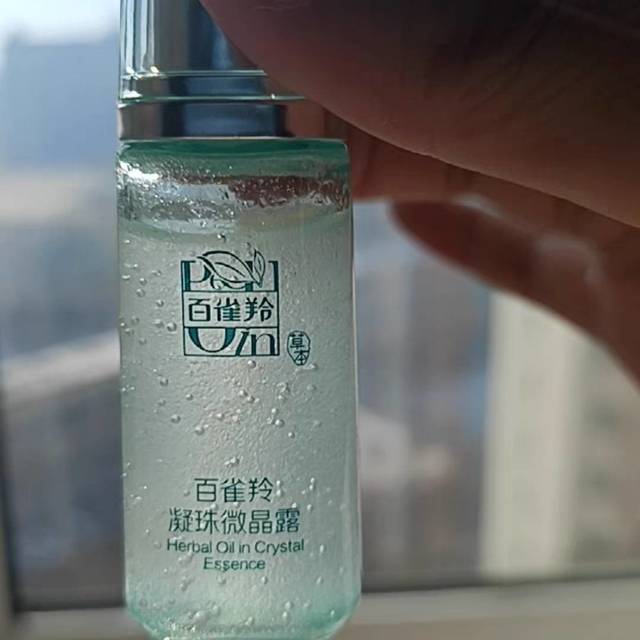 百雀羚
草本
百雀羚
凝珠微晶露
Herbal Oil in Crystal
Essence